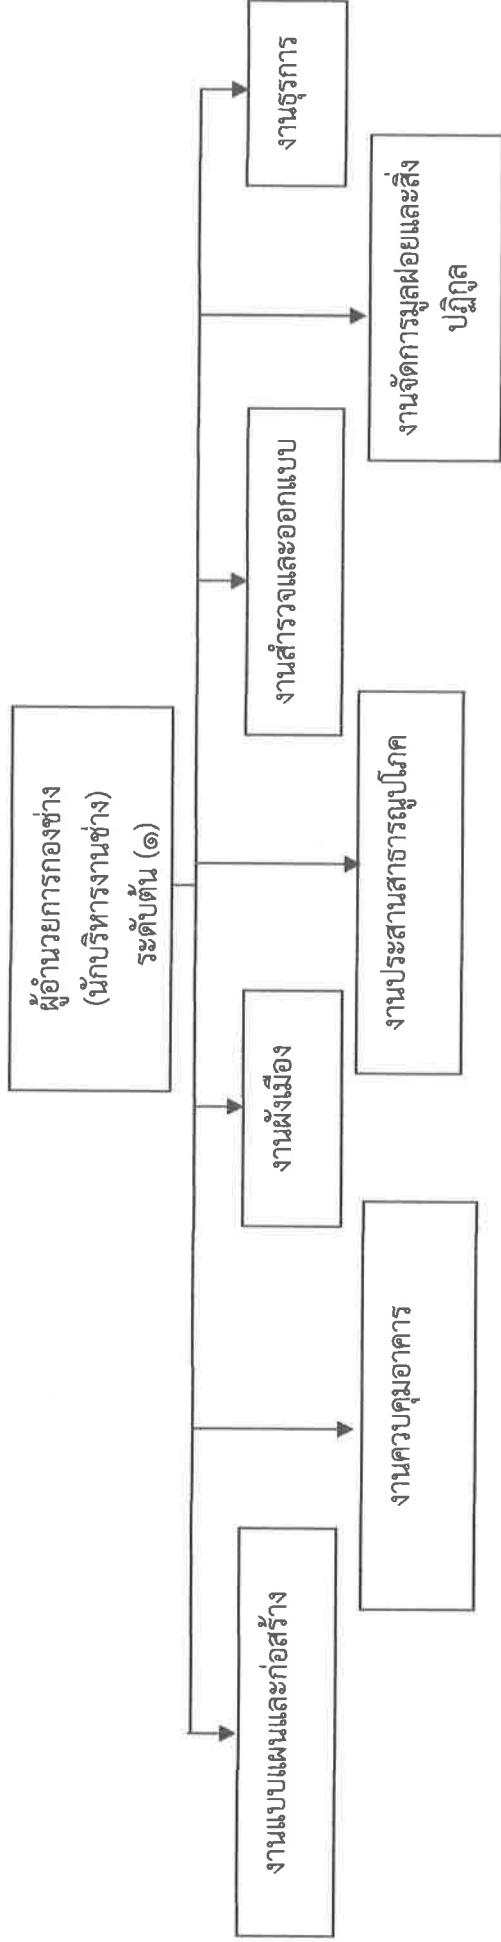 ผู้อำนวยการกองช่าง
(นักบริหารงานช่าง)
ระดับต้น (๑)
งานแบบแผนและก่อสร้าง
งานควบคุมอาคาร
งานผังเมือง
งานประสานสาธารณูปโภค
งานสำรวจและออกแบบ
งานจัดการมูลฝอยและสิ่ง
ปฏิกูล
งานธุรการ